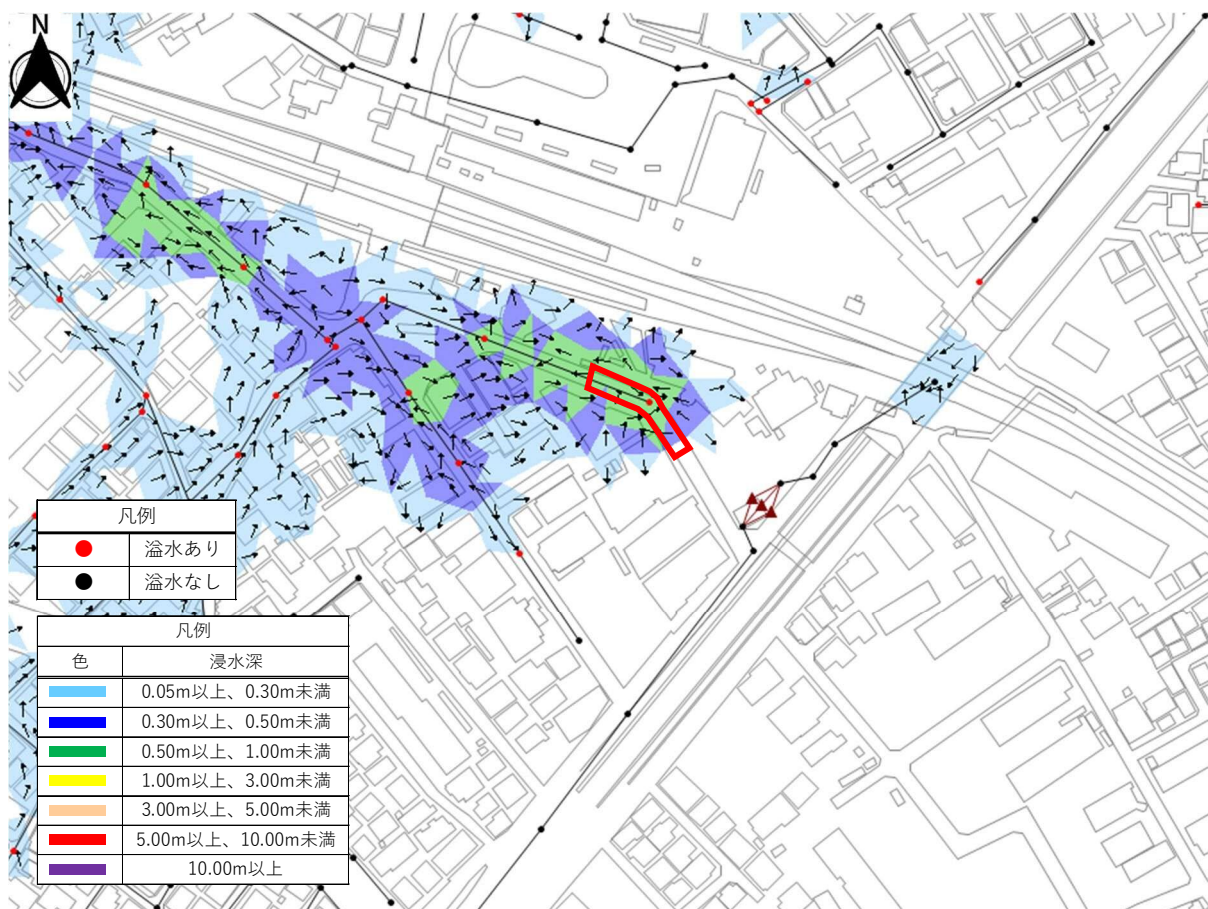 N
凡例
溢水あり
溢水なし
凡例
色 浸水深
0.05m以上、0.30m未満
0.30m以上、0.50m未満
0.50m以上、1.00m未満
1.00m以上、3.00m未満
3.00m以上、5.00m未満
5.00m以上、10.00m未満
10.00m以上